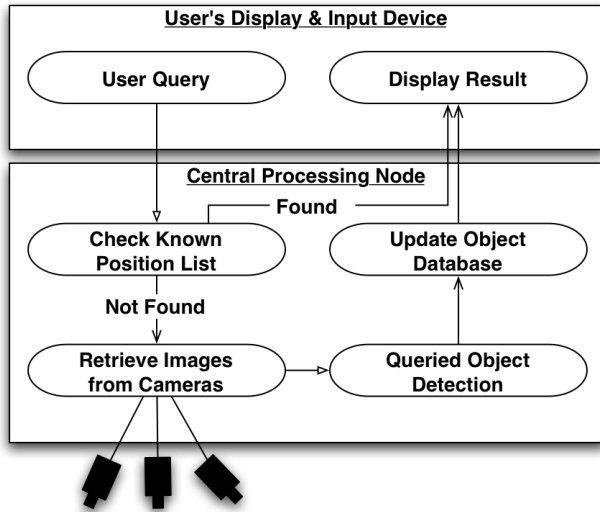 User's Display & Input Device
User Query
Display Result
Central Processing Node
Found
Check Known
Position List
Update Object
Database
Not Found
Retrieve Images
from Cameras
Queried Object
Detection